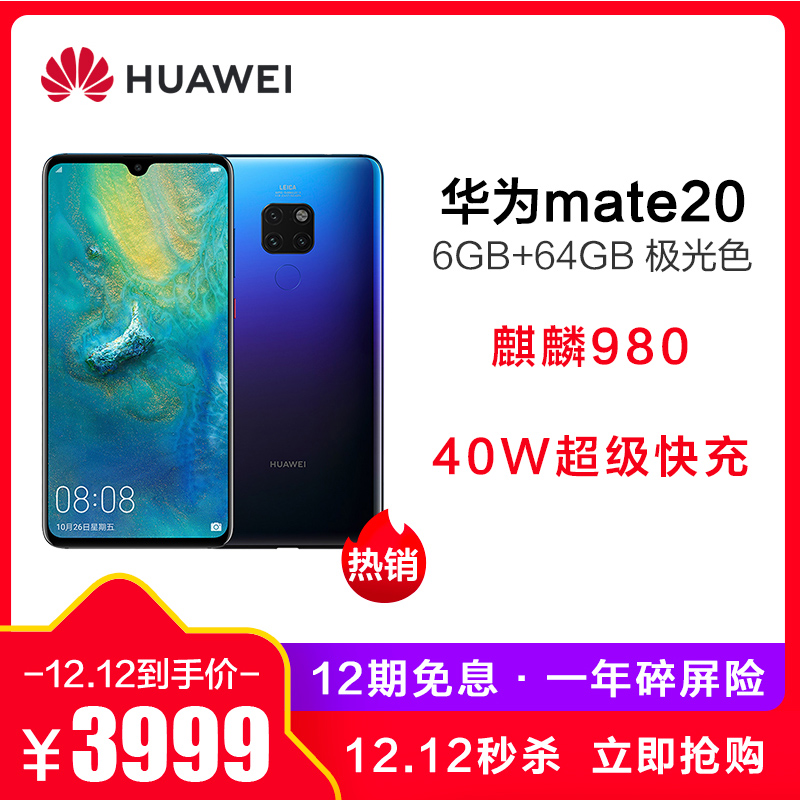 HUAWEI
华为mate20
6GB+64GB 极光色
麒麟980
40W超级快充
LEICA
HUAWEI
08:08
10月26日星期五
热销
-12.12到手价-
¥3999
12期免息·一年碎屏险
12.12秒杀 立即抢购